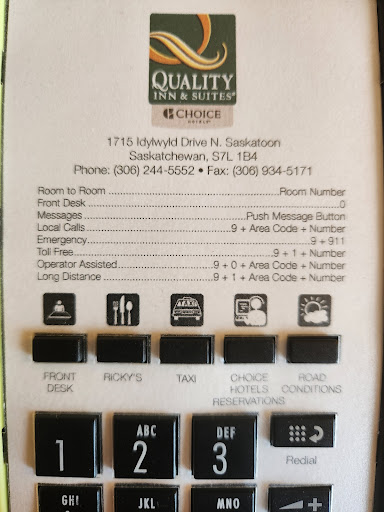 QUALITY
INN & SUITES®
CHOICE
HOTELS®
1715 Idylwyld Drive N. Saskatoon
Saskatchewan, S7L 1B4
Phone: (306) 244-5552 • Fax: (306) 934-5171
Room to Room ........ Room Number
Front Desk ........ 0
Messages ........ Push Message Button
Local Calls ........ 9 + Area Code + Number
Emergency ........ 9 + 911
Toll Free ........ 9 + 1 + Number
Operator Assisted ........ 9 + 0 + Area Code + Number
Long Distance ........ 9 + 1 + Area Code + Number
TAXI
FRONT DESK
RICKY'S
TAXI
CHOICE HOTELS RESERVATIONS
ROAD CONDITIONS
1
ABC
2
DEF
3
Redial
GHI
JKL
MNO
+